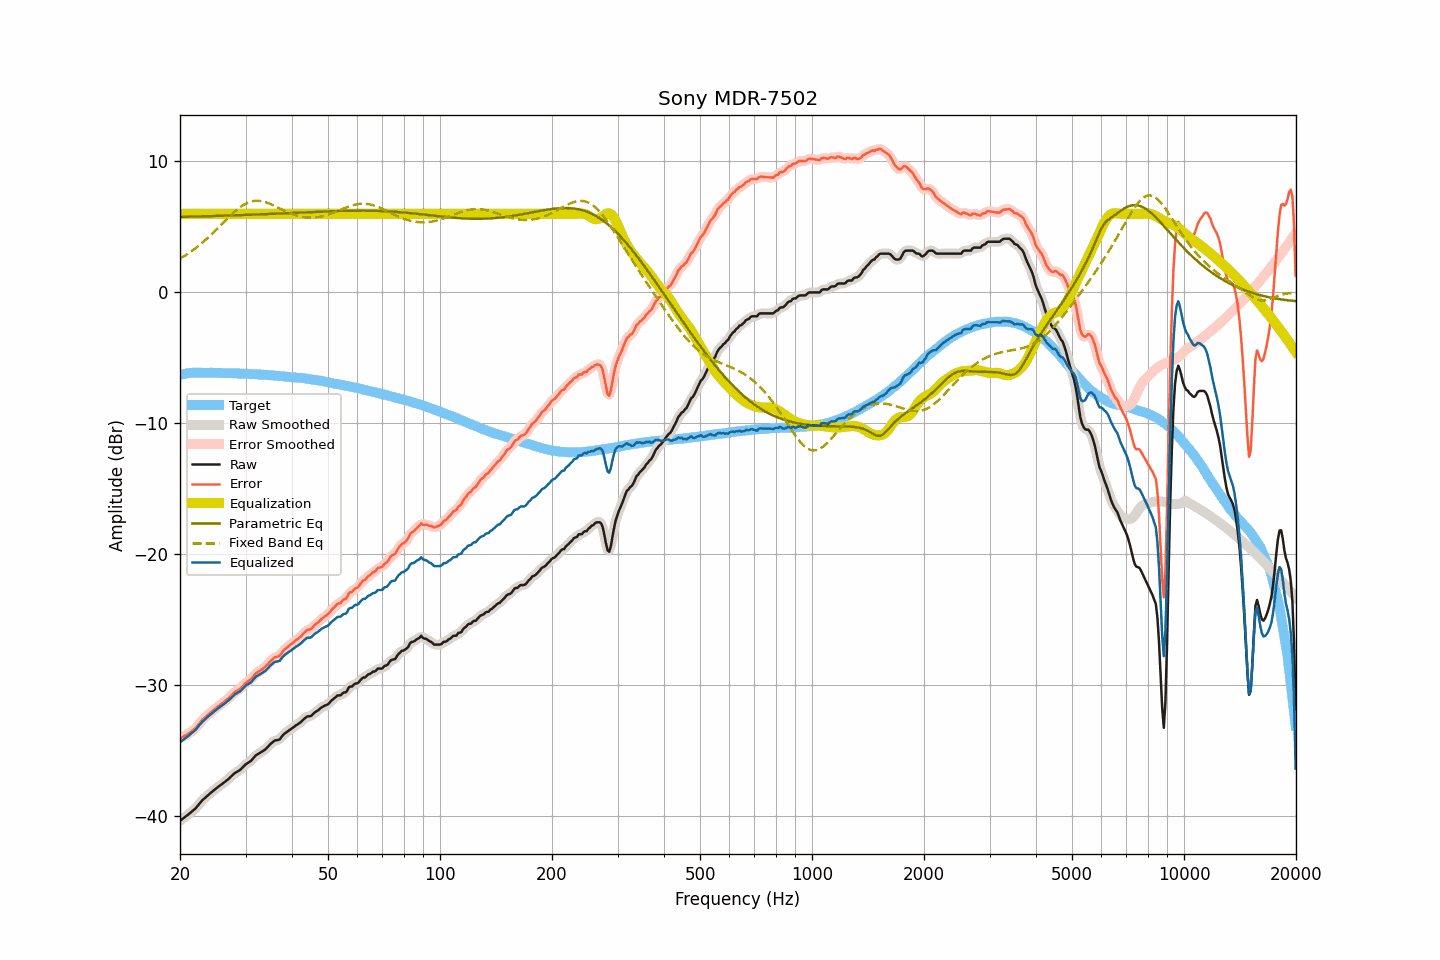 Sony MDR-7502
10
0
−10
−20
−30
−40
Amplitude (dBr)
Target
Raw Smoothed
Error Smoothed
Raw
Error
Equalization
Parametric Eq
Fixed Band Eq
Equalized
20 50 100 200 500 1000 2000 5000 10000 20000
Frequency (Hz)